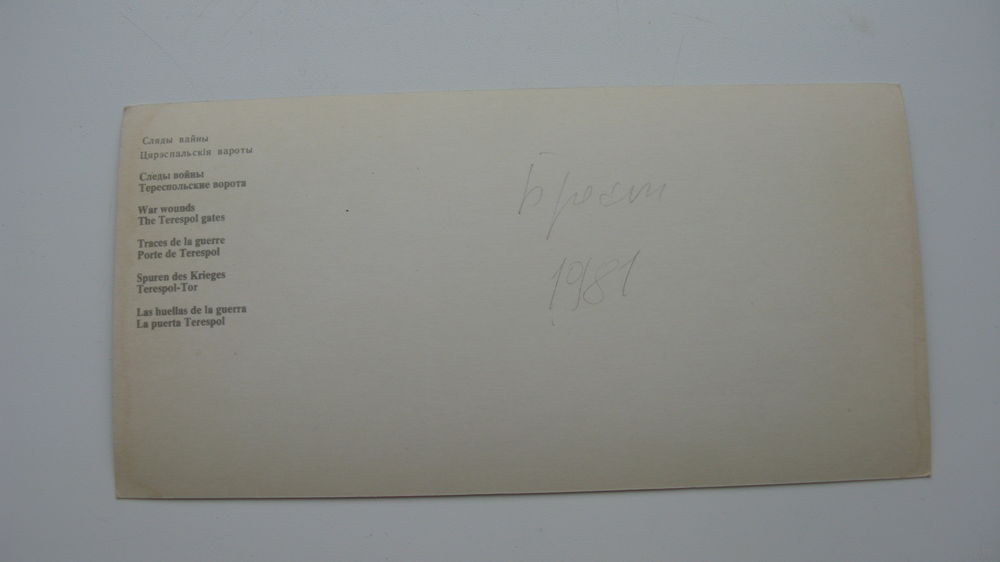 Сляды вайны
Цярэспальскія вароты
Следы войны
Тереспольские ворота
War wounds
The Terespol gates
Traces de la guerre
Porte de Terespol
Spuren des Krieges
Terespol-Tor
Las huellas de la guerra
La puerta Terespol
Брест
1981